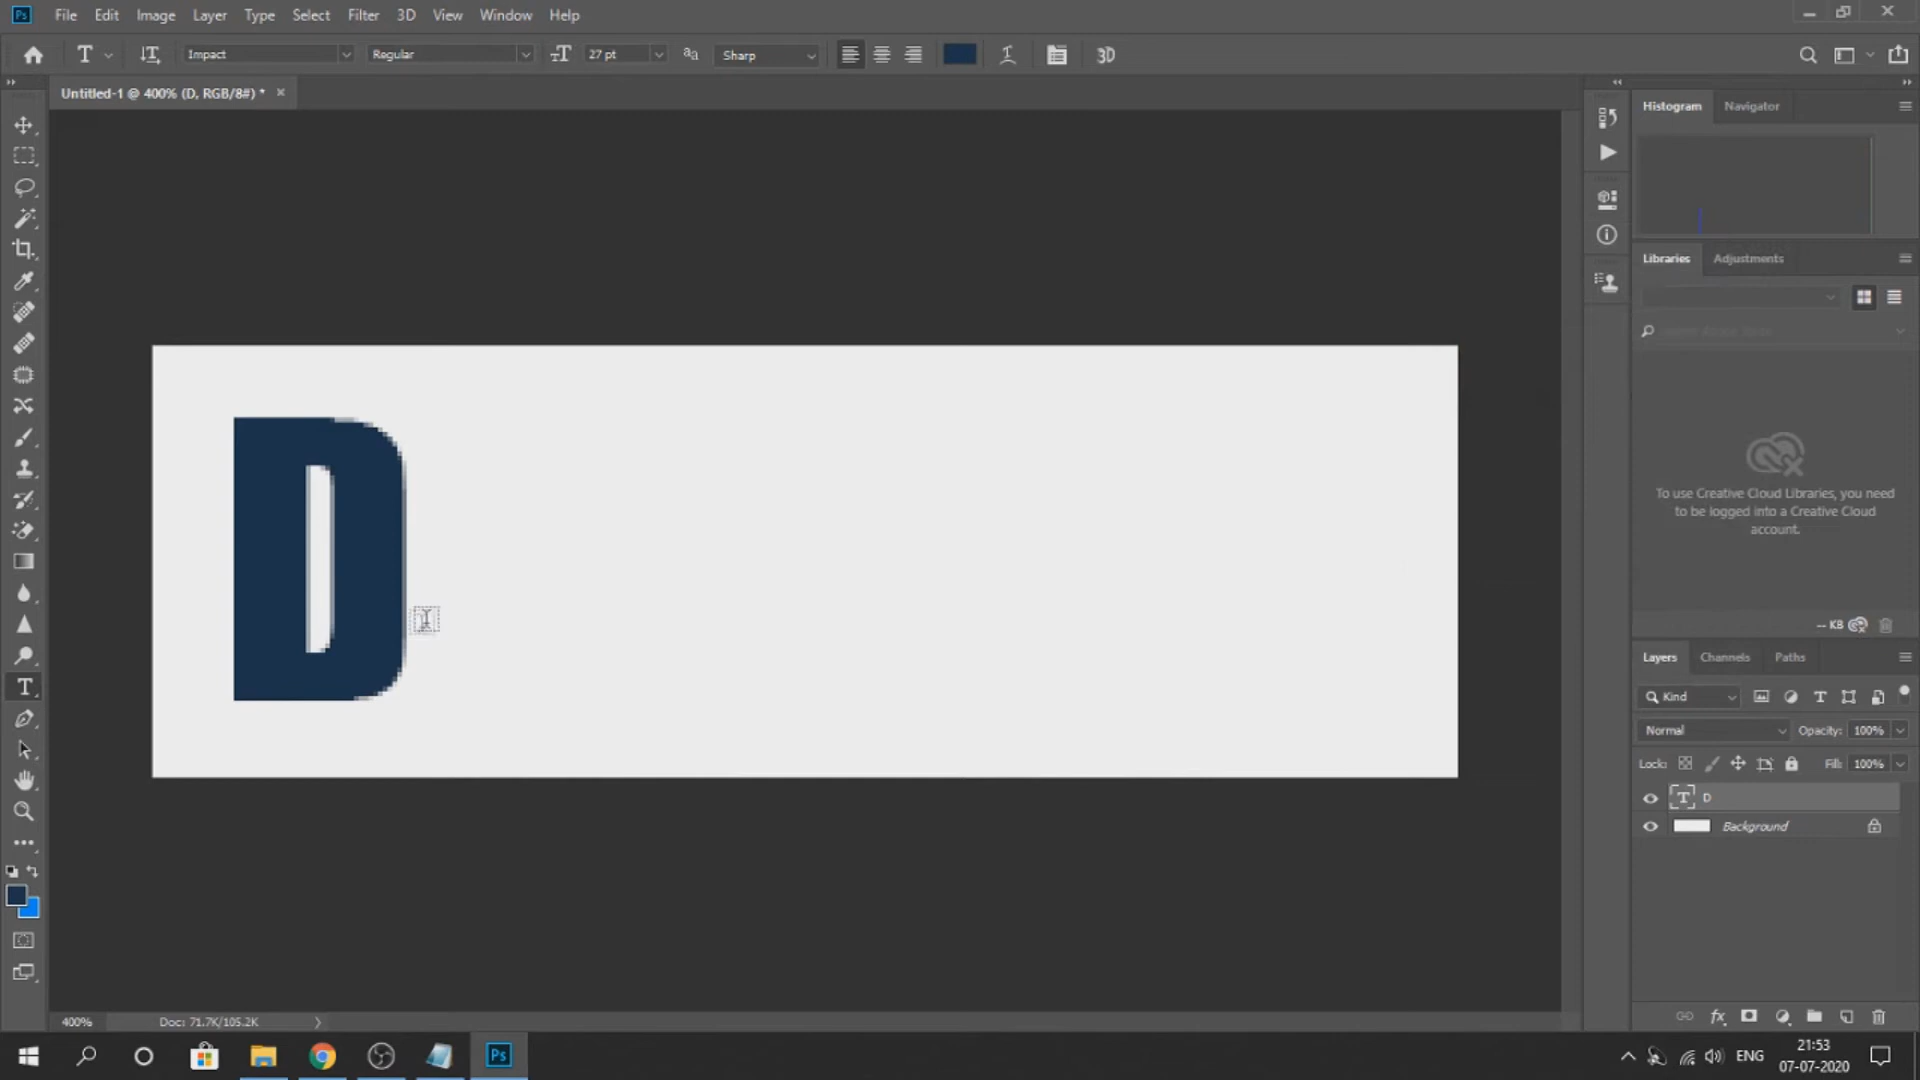 Ps File Edit Image Layer Type Select Filter 3D View Window Help
Impact Regular 27 pt Sharp 3D
Untitled-1 @ 400% (D, RGB/8#) *
Histogram Navigator
Libraries Adjustments
D
To use Creative Cloud Libraries, you need
to be logged into a Creative Cloud
account.
-- KB
Layers Channels Paths
Kind
Normal Opacity: 100%
Lock: Fill: 100%
D
Background
400% Doc: 71.7K/105.2K
Ps ENG 21:53
07-07-2020